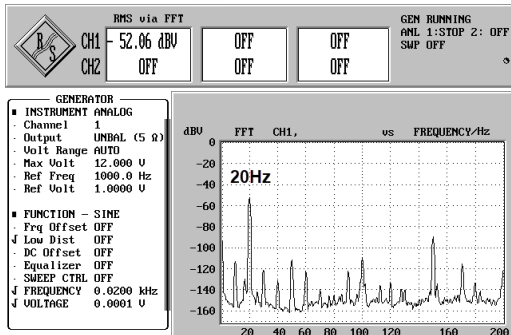 RMS via FFT
CH1 - 52.06 dBV OFF OFF
CH2 OFF OFF OFF
GEN RUNNING
ANL 1:STOP 2: OFF
SWP OFF
R S
GENERATOR
INSTRUMENT ANALOG
Channel 1
Output UNBAL (5 Ω)
Volt Range AUTO
Max Volt 12.000 V
Ref Freq 1000.0 Hz
Ref Volt 1.0000 V
FUNCTION - SINE
Frq Offset OFF
Low Dist OFF
DC Offset OFF
Equalizer OFF
SWEEP CTRL OFF
FREQUENCY 0.0200 kHz
VOLTAGE 0.0001 V
dBV FFT CH1, vs FREQUENCY/Hz
0
-20
-40
20Hz
-60
-80
-100
-120
-140
-160
20 40 60 80 100 120 160 200